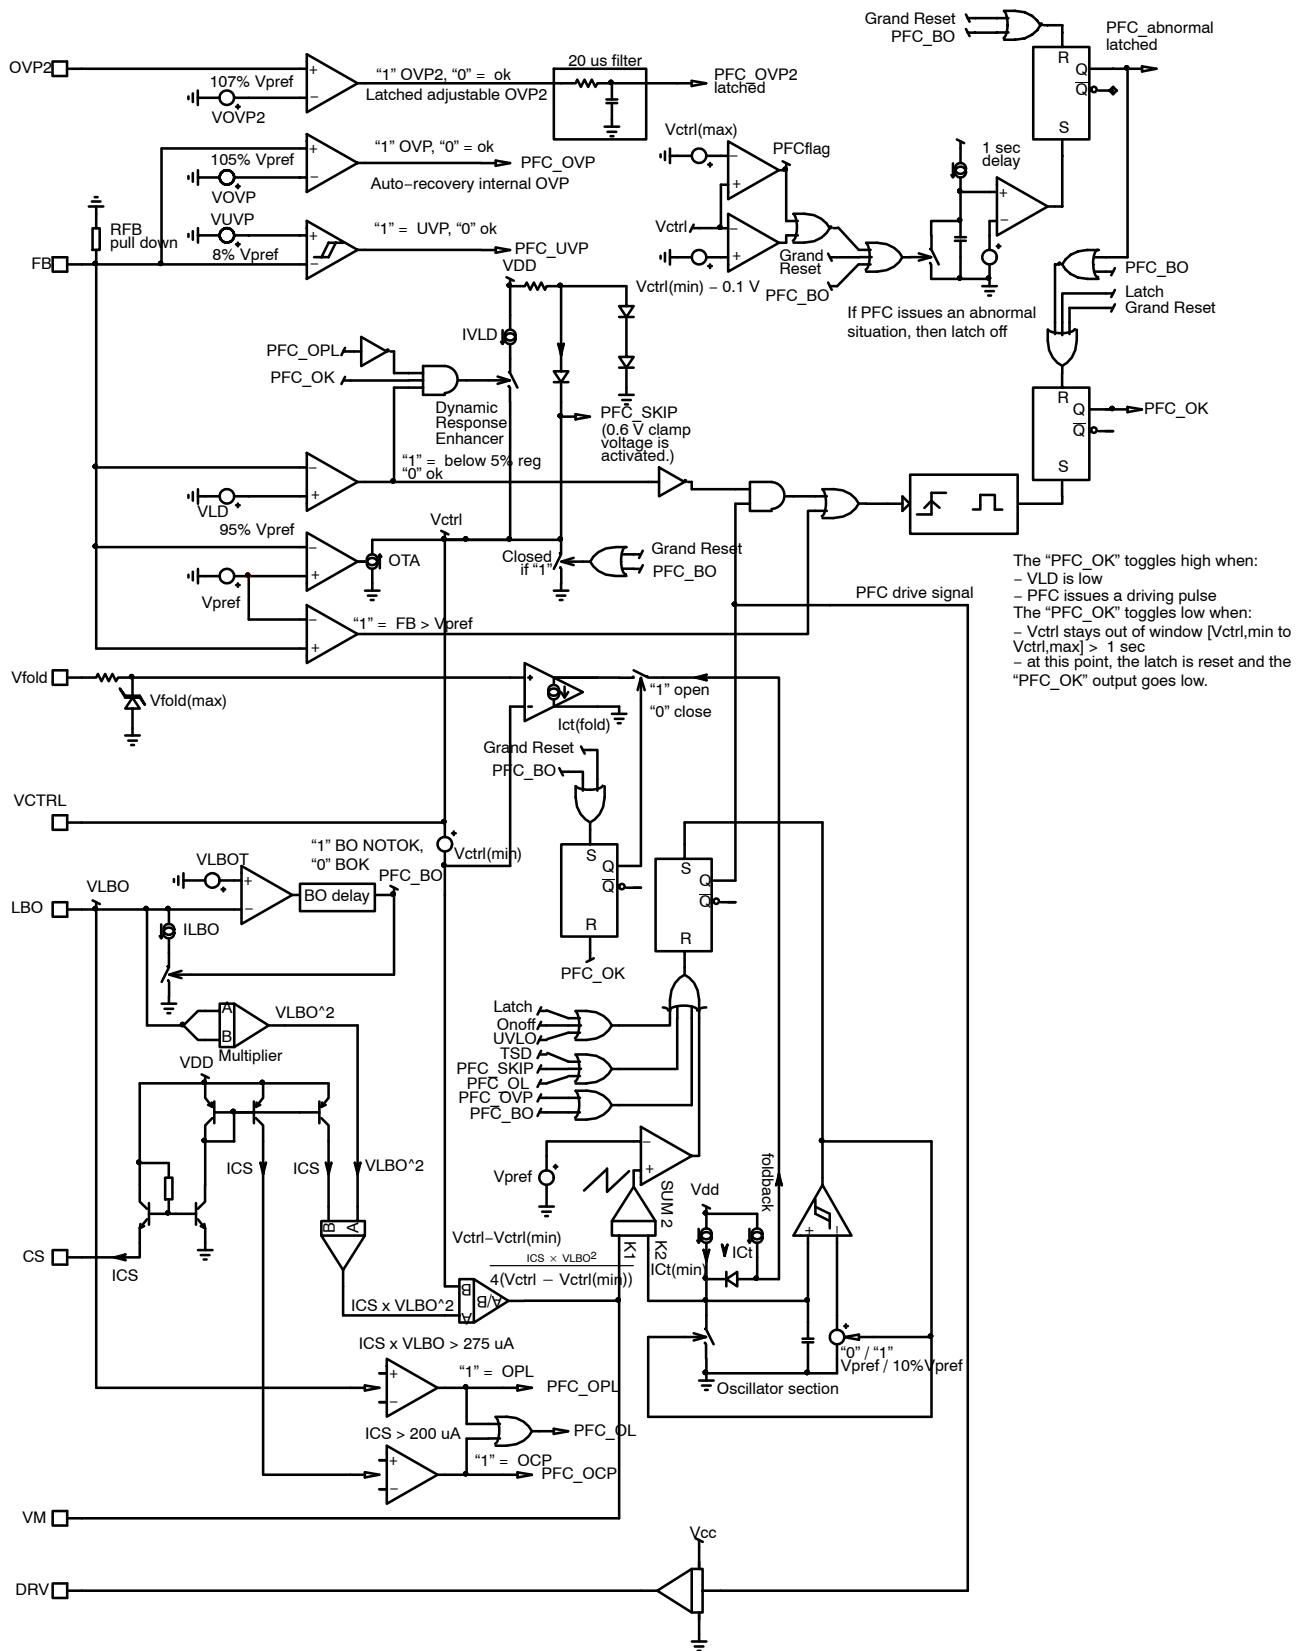 Grand Reset
PFC_BO
PFC_abnormal
latched
R
Q
Q
S
OVP2
107% Vpref
VOVP2
+
−
“1” OVP2, “0” = ok
Latched adjustable OVP2
20 us filter
PFC_OVP2
latched
105% Vpref
VOVP
+
−
“1” OVP, “0” = ok
PFC_OVP
Auto−recovery internal OVP
RFB
pull down
VUVP
8% Vpref
+
−
“1” = UVP, “0” ok
PFC_UVP
FB
Vctrl(max)
PFCflag
−
+
Vctrl
+
−
Vctrl(min) − 0.1 V
Grand
Reset
PFC_BO
1 sec
delay
+
−
If PFC issues an abnormal
situation, then latch off
PFC_BO
Latch
Grand Reset
R
Q
Q
S
PFC_OK
VDD
IVLD
PFC_OPL
PFC_OK
Dynamic
Response
Enhancer
PFC_SKIP
(0.6 V clamp
voltage is
activated.)
“1” = below 5% reg
“0” ok
−
+
VLD
95% Vpref
Vctrl
−
+
OTA
Vpref
Closed
if “1”
Grand Reset
PFC_BO
“1” = FB > Vpref
−
+
PFC drive signal
The “PFC_OK” toggles high when:
− VLD is low
− PFC issues a driving pulse
The “PFC_OK” toggles low when:
− Vctrl stays out of window [Vctrl,min to
Vctrl,max] > 1 sec
− at this point, the latch is reset and the
“PFC_OK” output goes low.
Vfold
Vfold(max)
+
−
Ict(fold)
“1” open
“0” close
Grand Reset
PFC_BO
VCTRL
Vctrl(min)
“1” BO NOTOK,
“0” BOK
VLBOT
VLBO
+
−
BO delay
PFC_BO
LBO
ILBO
S
Q
Q
R
PFC_OK
S
Q
Q
R
A
B
Multiplier
VLBO^2
Latch
Onoff
UVLO
TSD
PFC_SKIP
PFC_OL
PFC_OVP
PFC_BO
VDD
ICS
ICS
VLBO^2
B
A
CS
ICS
Vpref
−
+
SUM 2
K1
K2
Vctrl−Vctrl(min)
ICS × VLBO²
4(Vctrl − Vctrl(min))
ICS x VLBO^2
B
A
A/B
foldback
Vdd
ICt
ICt(min)
+
−
“0” / “1”
Vpref / 10%Vpref
Oscillator section
ICS x VLBO > 275 uA
+
−
“1” = OPL
PFC_OPL
ICS > 200 uA
PFC_OL
+
−
“1” = OCP
PFC_OCP
VM
Vcc
DRV